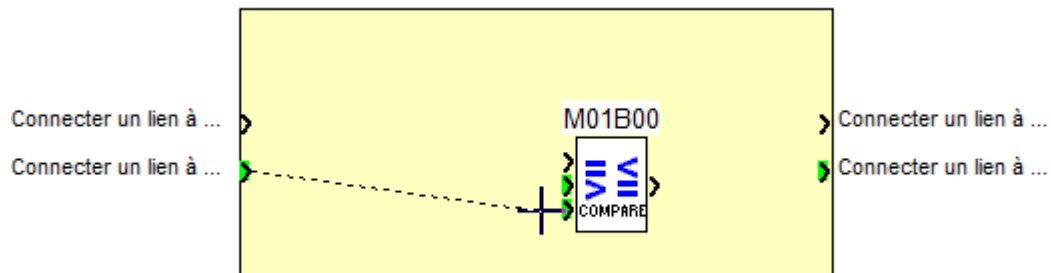 Connecter un lien à ...
M01B00
Connecter un lien à ...
Connecter un lien à ...
Connecter un lien à ...
COMPARE